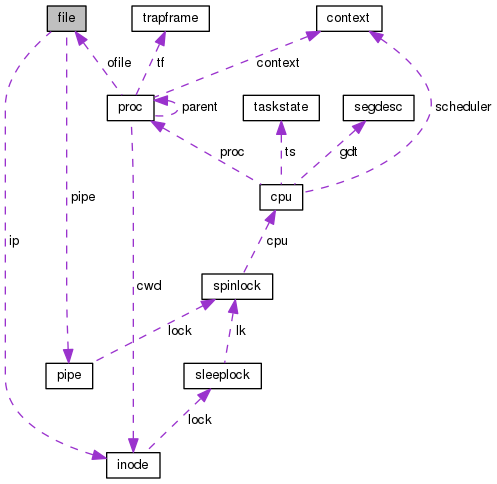 file
trapframe
context
ofile
tf
context
proc
parent
taskstate
segdesc
scheduler
proc
ts
gdt
pipe
cpu
ip
cpu
cwd
spinlock
lock
lk
pipe
sleeplock
lock
inode